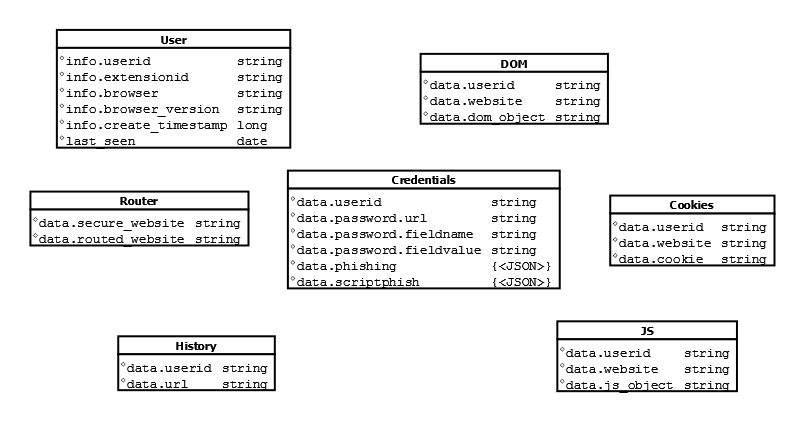 User
info.userid string
info.extensionid string
info.browser string
info.browser_version string
info.create_timestamp long
last_seen date
DOM
data.userid string
data.website string
data.dom_object string
Router
data.secure_website string
data.routed_website string
Credentials
data.userid string
data.password.url string
data.password.fieldname string
data.password.fieldvalue string
data.phishing {<JSON>}
data.scriptphish {<JSON>}
Cookies
data.userid string
data.website string
data.cookie string
History
data.userid string
data.url string
JS
data.userid string
data.website string
data.js_object string